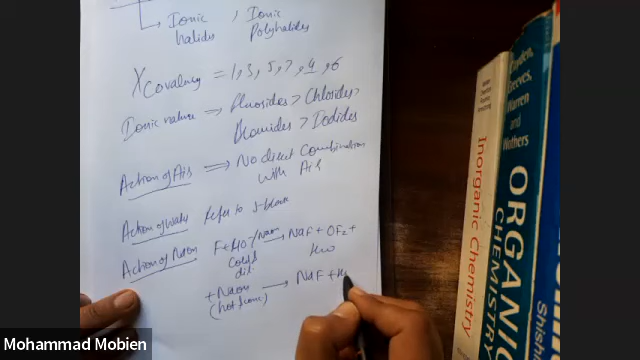 Ionic halides , Ionic Polyhalides
X Covalency = 1, 3, 5, 7, 4, 6
Ionic nature → Fluorides > Chlorides >
Bromides > Iodides
Action of Air ⇒ No direct Combination
with Air
Action of Water Refer to s-block
Action of NaOH F + HO⁻/NaOH → NaF + OF₂ +
H₂O
Cold
dil.
+ NaOH → NaF +
(hot/conc)
Inorganic Chemistry
Clayden,
Greeves,
Warren
and
Wothers
ORGANIC
CHEMISTRY
Mohammad Mobien